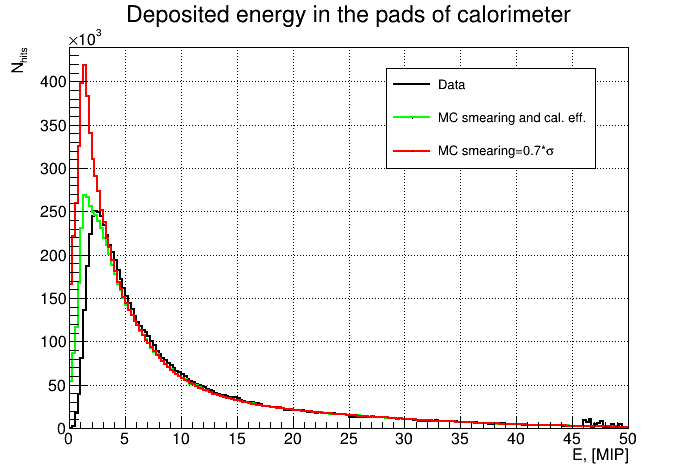 Deposited energy in the pads of calorimeter
×10³
N_hits
400
350
300
250
200
150
100
50
0
Data
MC smearing and cal. eff.
MC smearing=0.7*σ
0 5 10 15 20 25 30 35 40 45 50
E, [MIP]